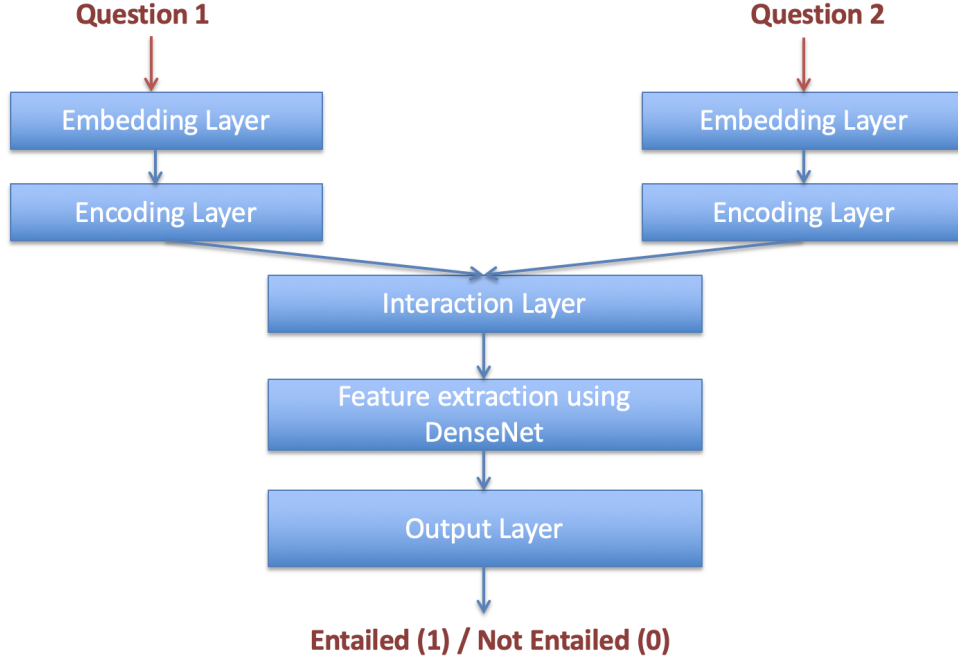 Question 1
Question 2
Embedding Layer
Embedding Layer
Encoding Layer
Encoding Layer
Interaction Layer
Feature extraction using
DenseNet
Output Layer
Entailed (1) / Not Entailed (0)